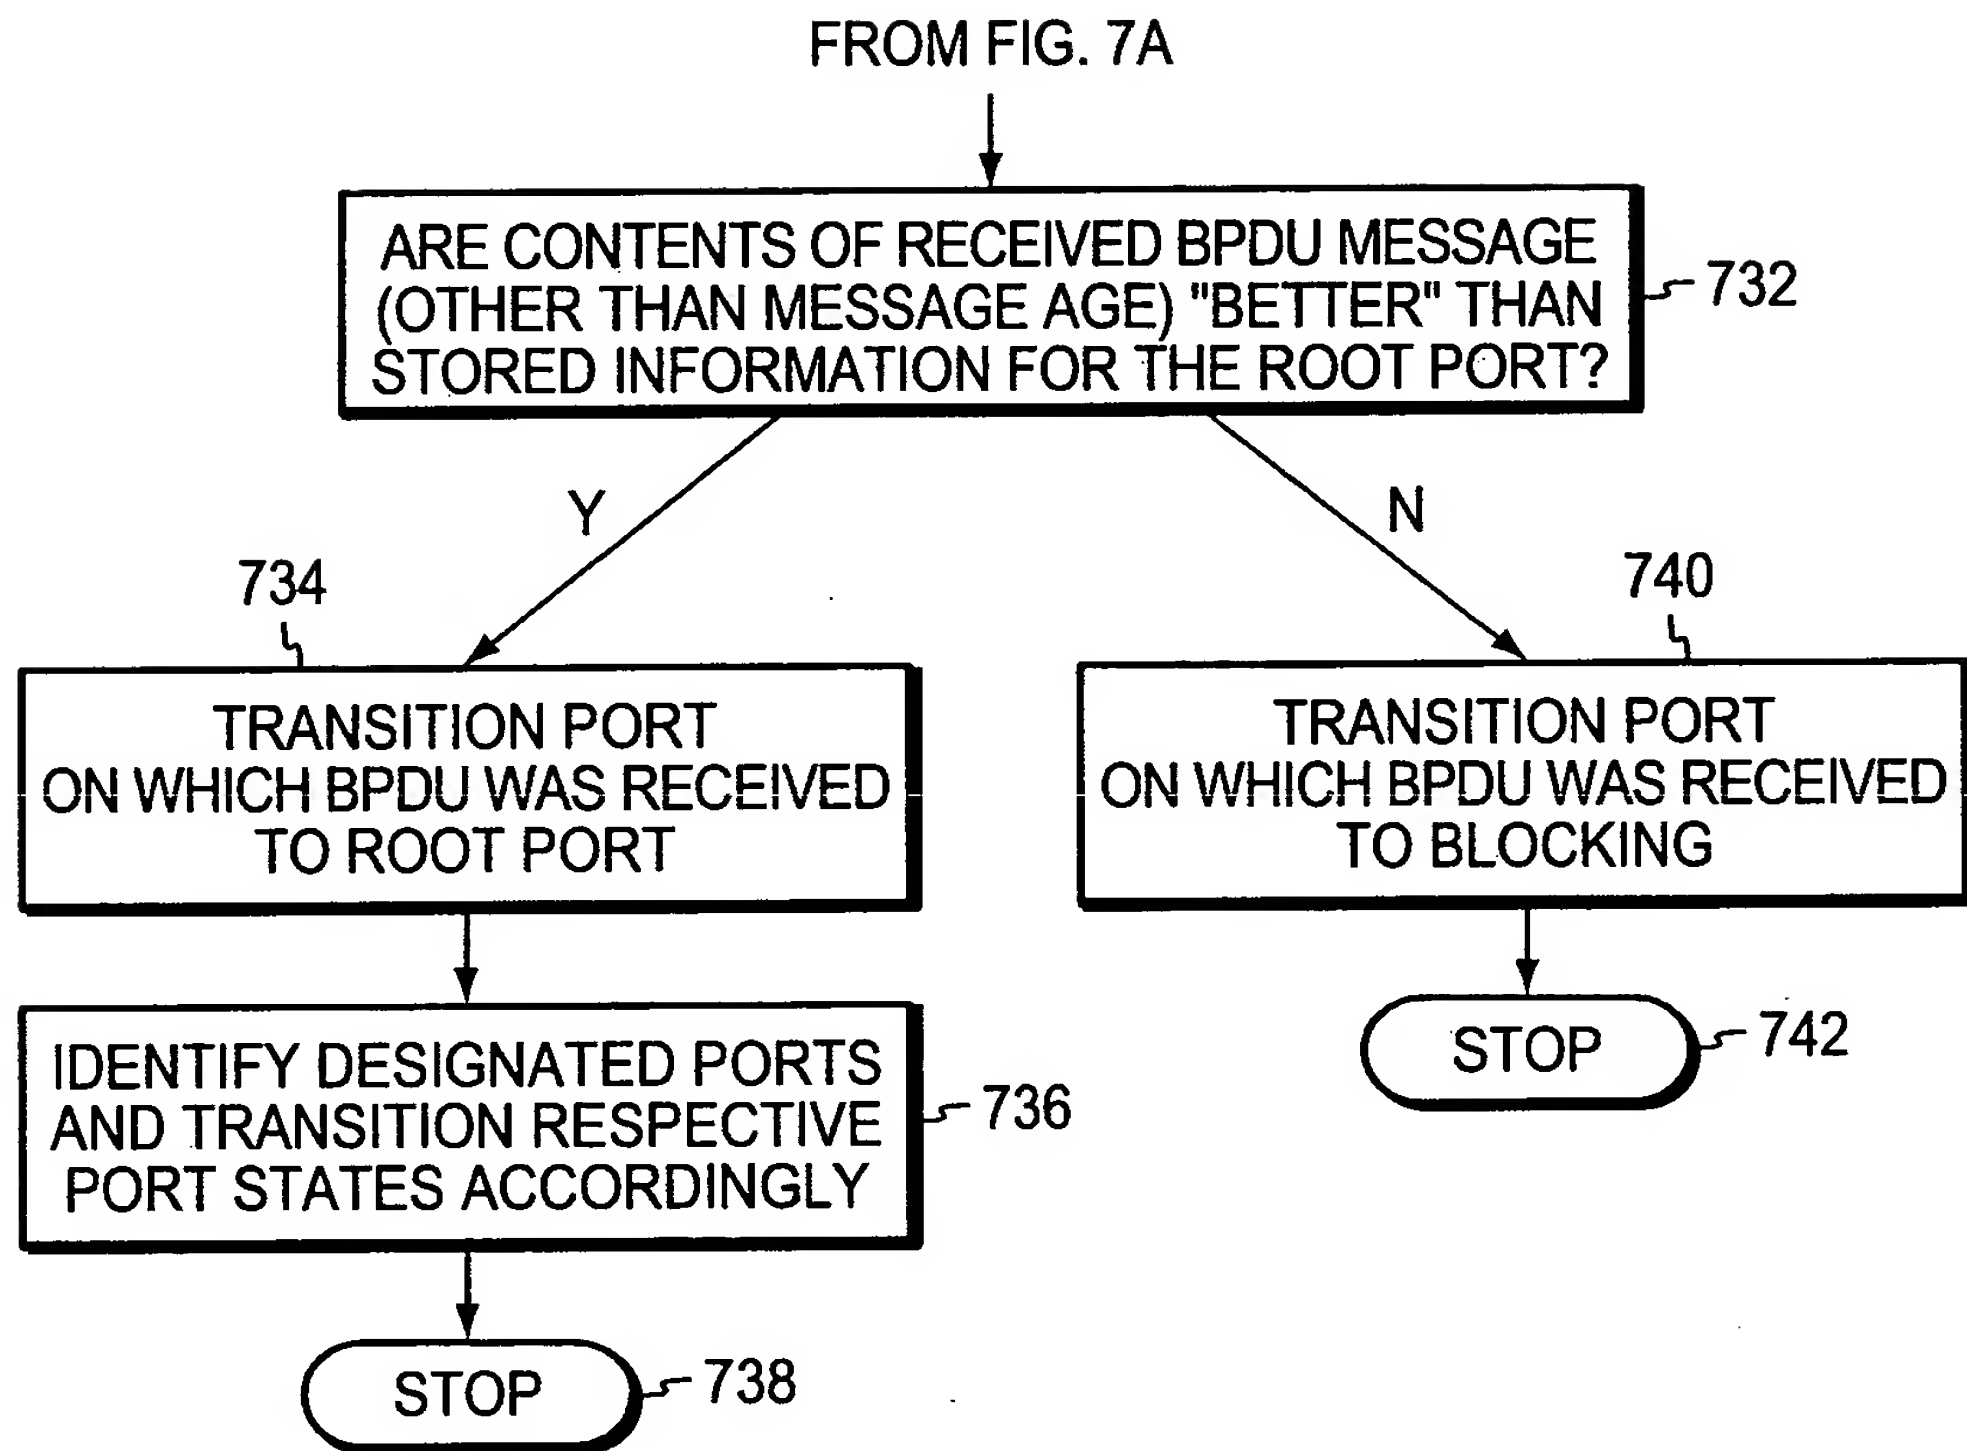 FROM FIG. 7A
ARE CONTENTS OF RECEIVED BPDU MESSAGE
(OTHER THAN MESSAGE AGE) "BETTER" THAN
STORED INFORMATION FOR THE ROOT PORT?
732
Y
N
734
740
TRANSITION PORT
ON WHICH BPDU WAS RECEIVED
TO ROOT PORT
TRANSITION PORT
ON WHICH BPDU WAS RECEIVED
TO BLOCKING
IDENTIFY DESIGNATED PORTS
AND TRANSITION RESPECTIVE
PORT STATES ACCORDINGLY
736
STOP
742
STOP
738